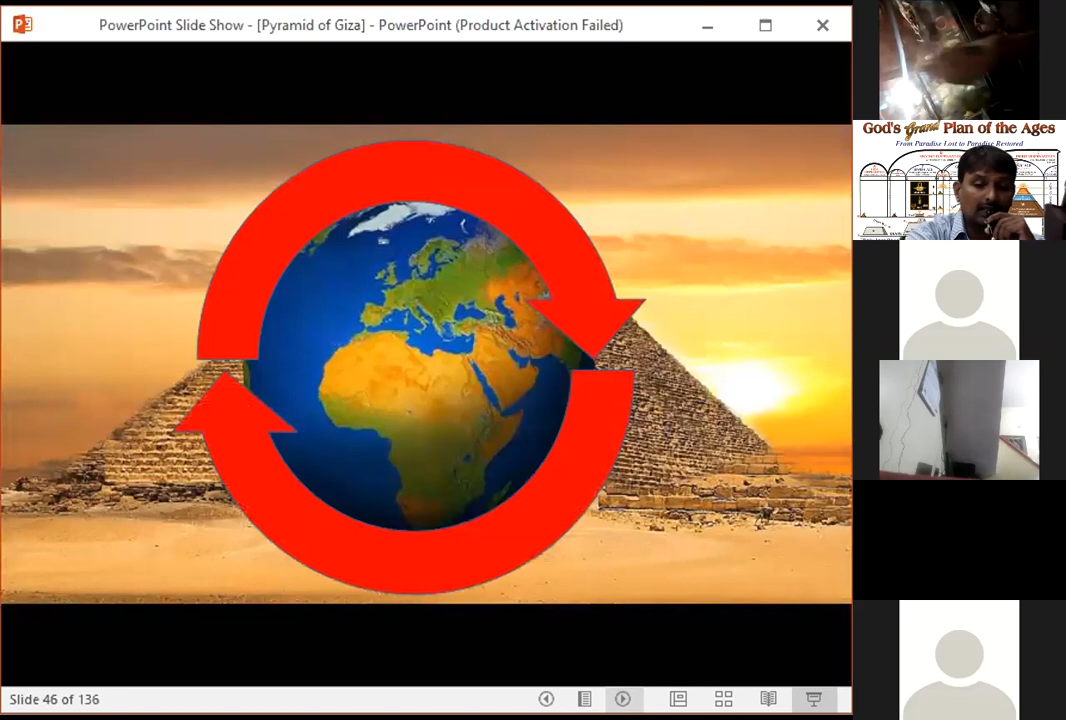 PowerPoint Slide Show - [Pyramid of Giza] - PowerPoint (Product Activation Failed)
God's Grand Plan of the Ages
From Paradise Lost to Paradise Restored
Slide 46 of 136